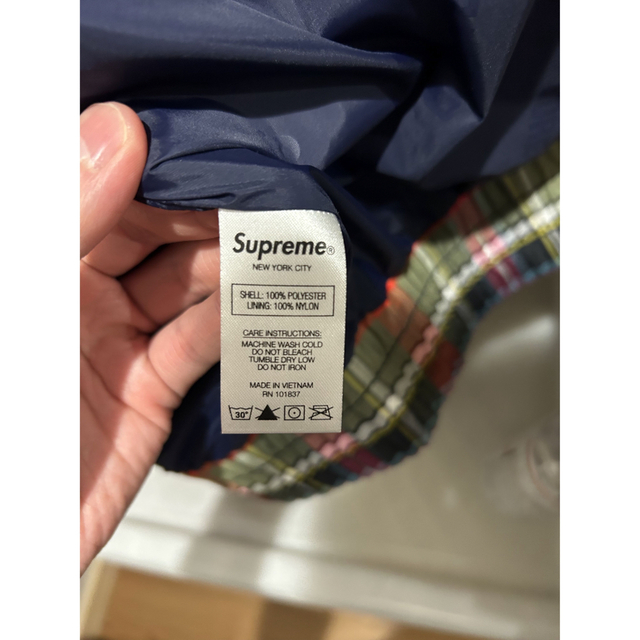 Supreme®
NEW YORK CITY
SHELL: 100% POLYESTER
LINING: 100% NYLON
CARE INSTRUCTIONS:
MACHINE WASH COLD
DO NOT BLEACH
TUMBLE DRY LOW
DO NOT IRON
MADE IN VIETNAM
RN 101837
30°